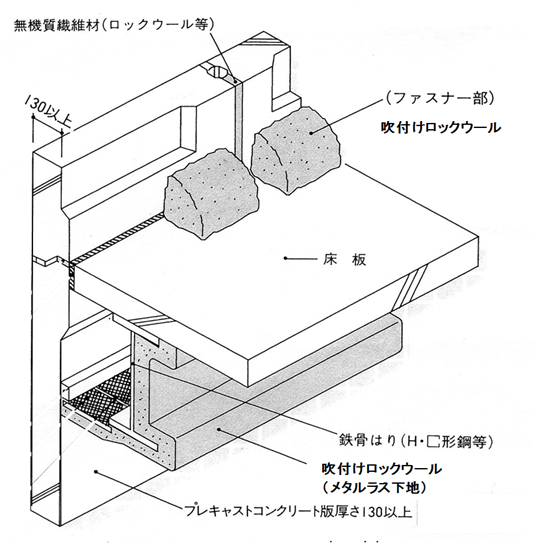 無機質繊維材(ロックウール等)
130以上
(ファスナー部)
吹付けロックウール
床 板
鉄骨はり(H・匚形鋼等)
吹付けロックウール
(メタルラス下地)
プレキャストコンクリート版厚さ130以上